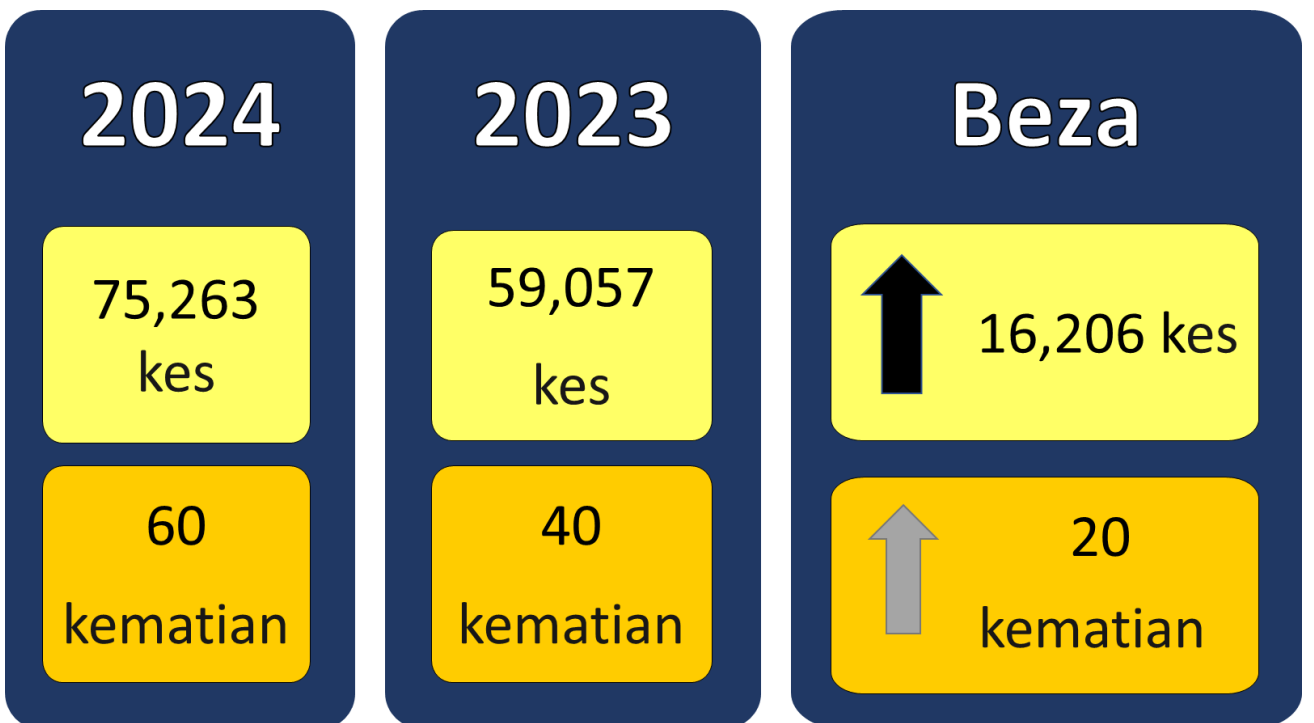 2024
75,263
kes
60
kematian
2023
59,057
kes
40
kematian
Beza
16,206 kes
20
kematian